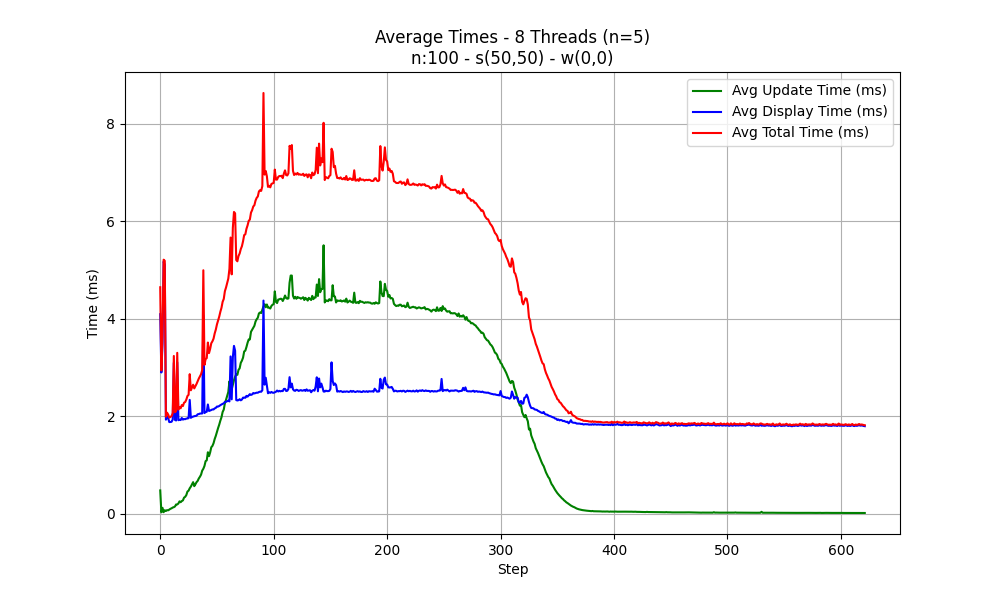 Average Times - 8 Threads (n=5)
n:100 - s(50,50) - w(0,0)
Avg Update Time (ms)
Avg Display Time (ms)
Avg Total Time (ms)
Time (ms)
8
6
4
2
0
0 100 200 300 400 500 600
Step